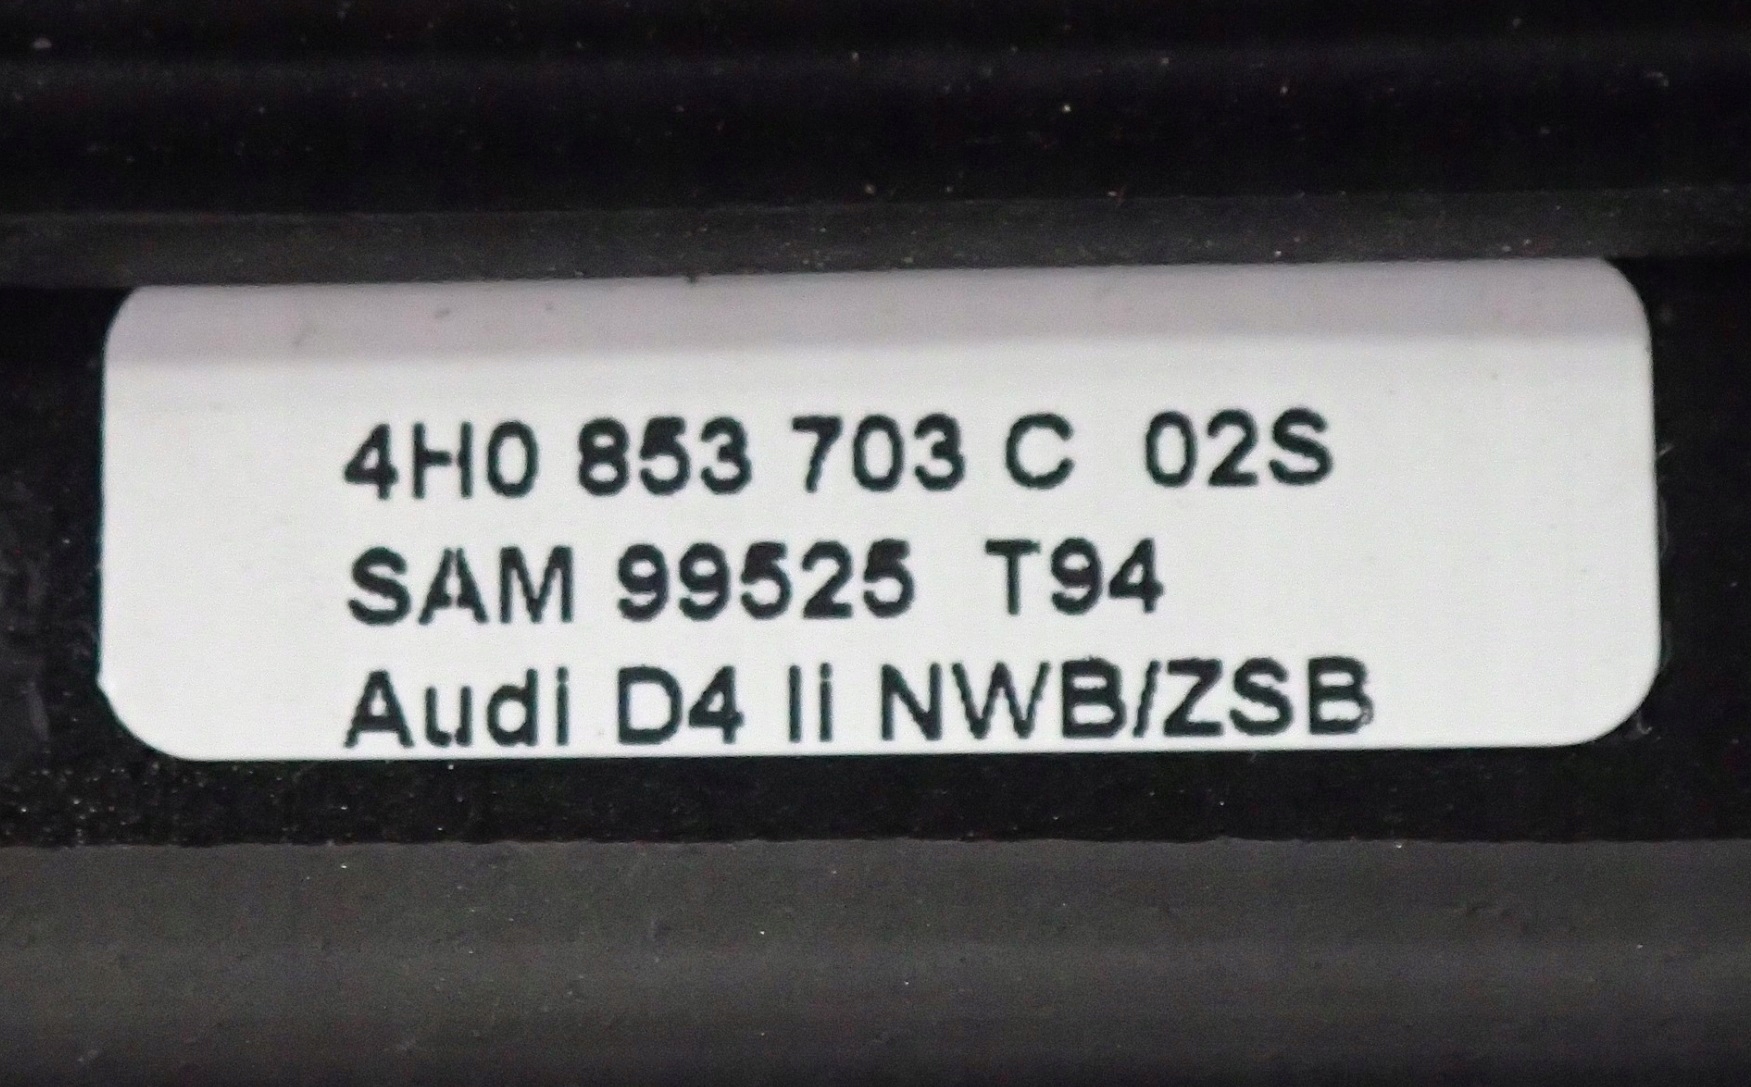 4H0 853 703 C 02S
SAM 99525 T94
Audi D4 li NWB/ZSB